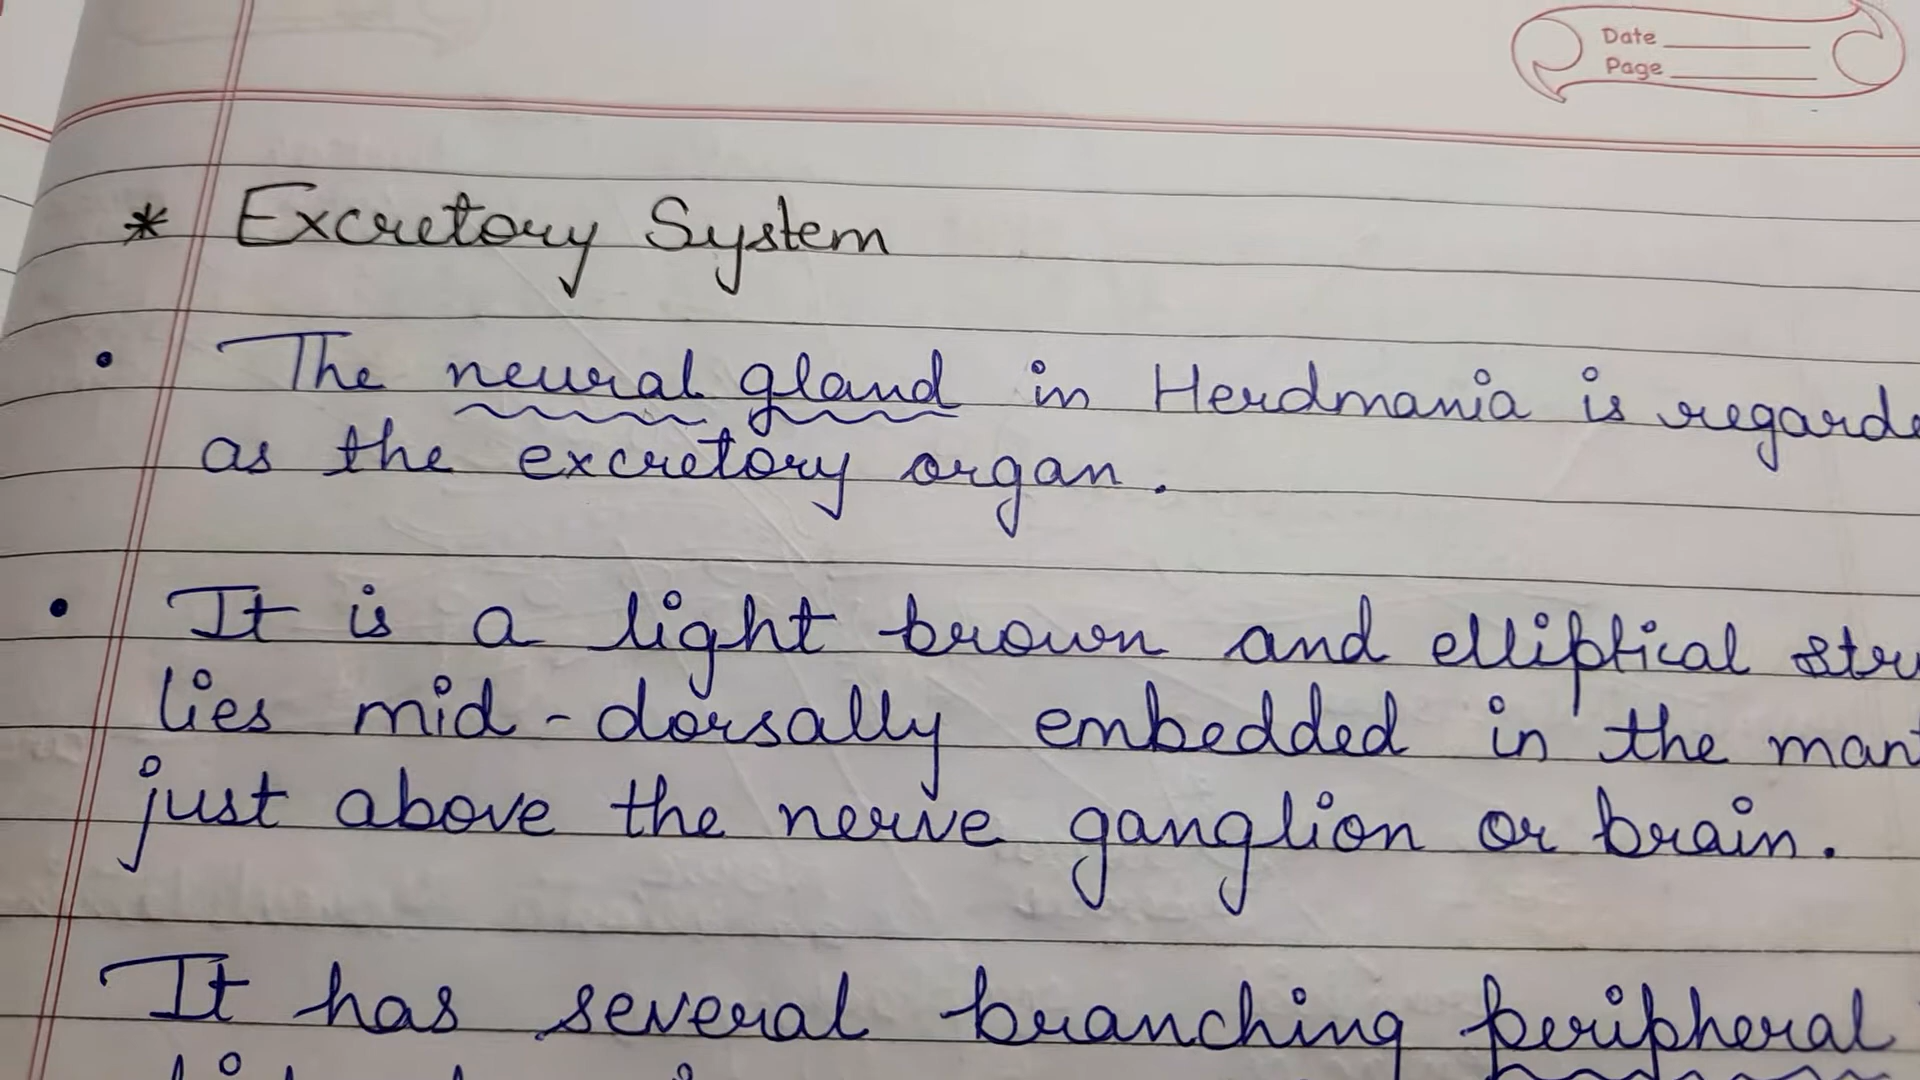 Date
Page
* Excretory System
• The neural gland in Herdmania is regarde
as the excretory organ.
• It is a light brown and elliptical stru
lies mid-dorsally embedded in the man
just above the nerve ganglion or brain.
It has several branching peripheral